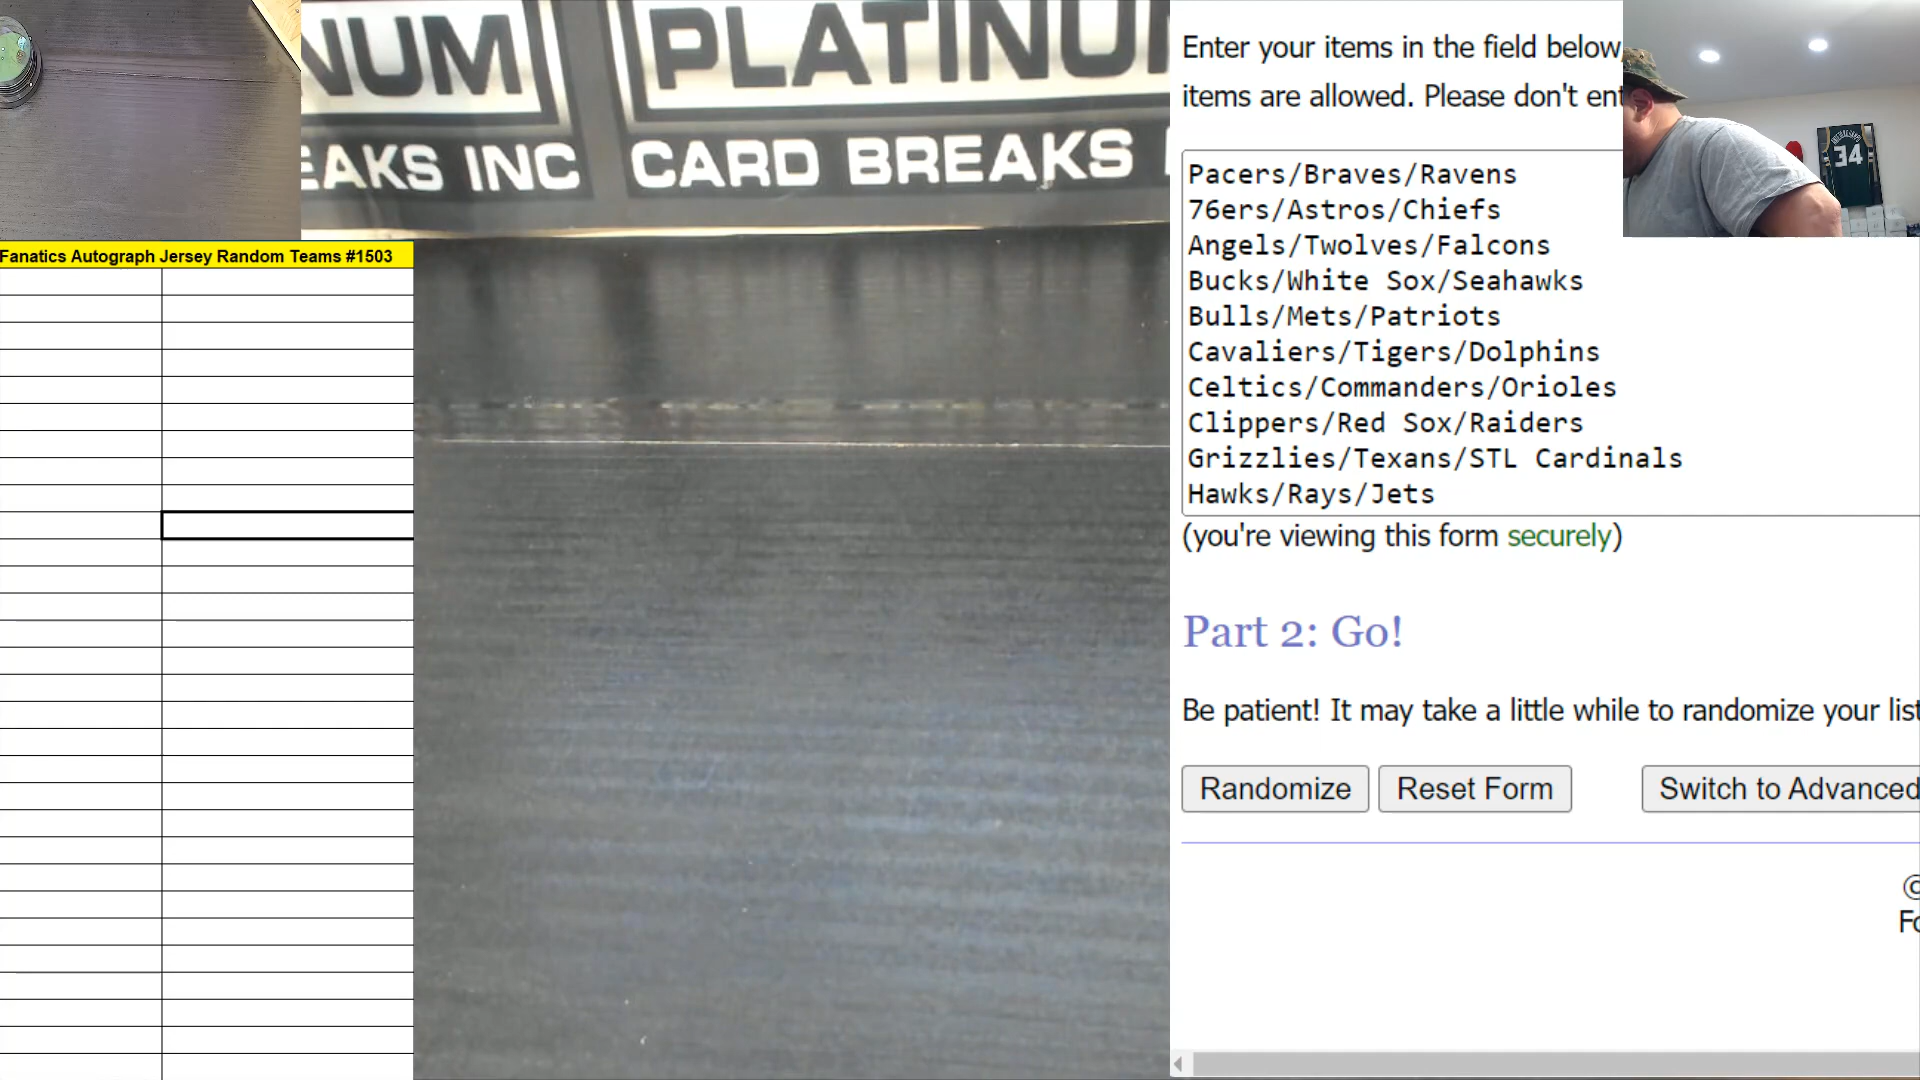 NUM PLATINU
EAKS INC CARD BREAKS
Fanatics Autograph Jersey Random Teams #1503
Enter your items in the field below,
items are allowed. Please don't ent
34
Pacers/Braves/Ravens
76ers/Astros/Chiefs
Angels/Twolves/Falcons
Bucks/White Sox/Seahawks
Bulls/Mets/Patriots
Cavaliers/Tigers/Dolphins
Celtics/Commanders/Orioles
Clippers/Red Sox/Raiders
Grizzlies/Texans/STL Cardinals
Hawks/Rays/Jets
(you're viewing this form securely)
Part 2: Go!
Be patient! It may take a little while to randomize your list
Randomize Reset Form Switch to Advanced
©
Fo